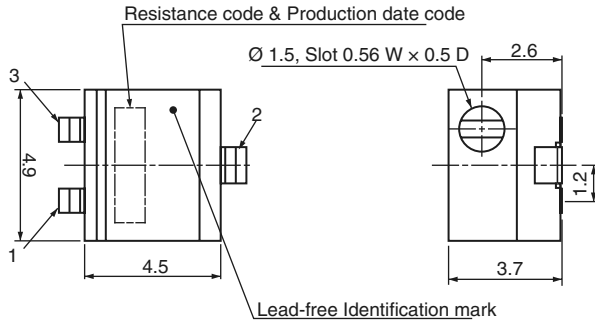 Resistance code & Production date code
Ø 1.5, Slot 0.56 W × 0.5 D
2.6
3
2
4.9
1.2
1
4.5
3.7
Lead-free Identification mark